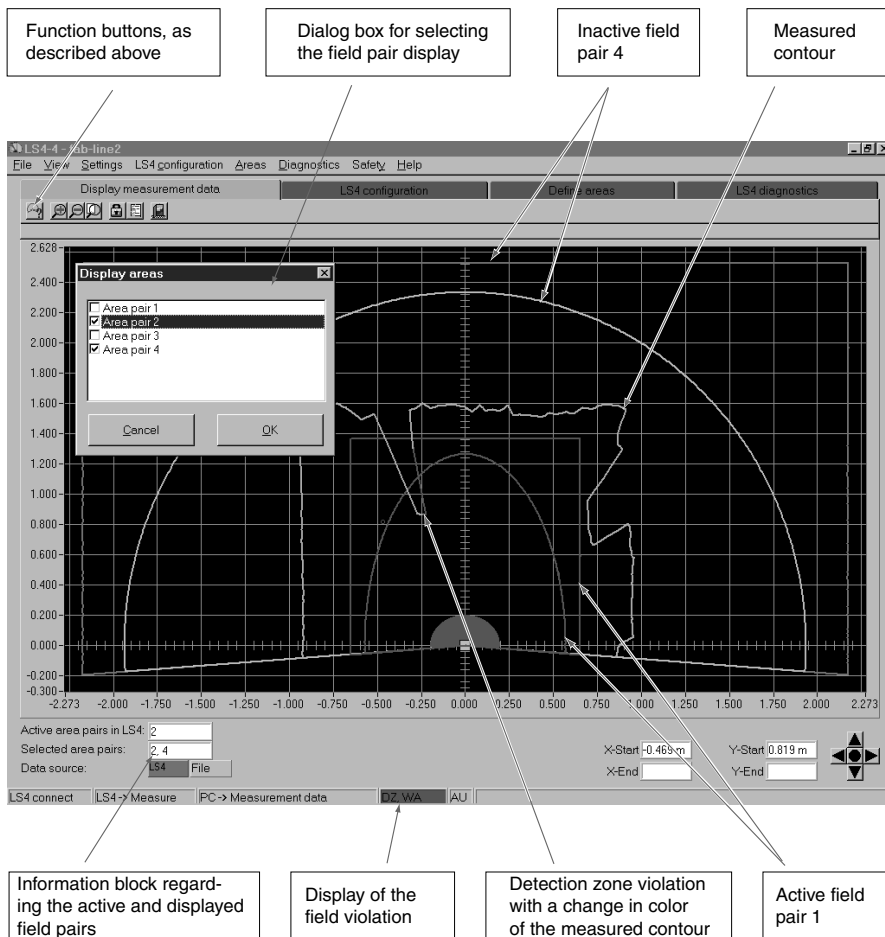 Function buttons, as
described above
Dialog box for selecting
the field pair display
Inactive field
pair 4
Measured
contour
LS4-4 - fab-line2
File View Settings LS4 configuration Areas Diagnostics Safety Help
Display measurement data LS4 configuration Define areas LS4 diagnostics
2.628
2.400
2.200
2.000
1.800
1.600
1.400
1.200
1.000
0.800
0.600
0.400
0.200
0.000
-0.200
-0.300
Display areas
Area pair 1
Area pair 2
Area pair 3
Area pair 4
Cancel OK
-2.273 -2.000 -1.750 -1.500 -1.250 -1.000 -0.750 -0.500 -0.250 0.000 0.250 0.500 0.750 1.000 1.250 1.500 1.750 2.000 2.273
Active area pairs in LS4: 2
Selected area pairs: 2, 4
Data source: LS4 File
X-Start -0.469 m Y-Start 0.819 m
X-End Y-End
LS4 connect LS4 -> Measure PC-> Measurement data DZ, WA AU
Information block regard-
ing the active and displayed
field pairs
Display of the
field violation
Detection zone violation
with a change in color
of the measured contour
Active field
pair 1